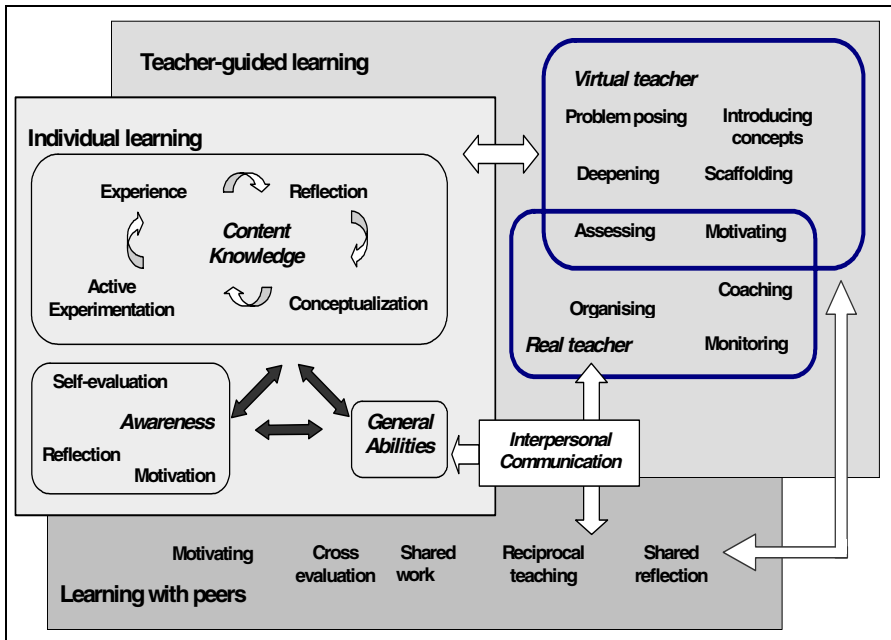 Teacher-guided learning
Virtual teacher
Problem posing
Introducing
concepts
Deepening
Scaffolding
Assessing
Motivating
Coaching
Organising
Real teacher
Monitoring
Individual learning
Experience
Reflection
Content
Knowledge
Active
Experimentation
Conceptualization
Self-evaluation
Awareness
Reflection
Motivation
General
Abilities
Interpersonal
Communication
Motivating
Cross
evaluation
Shared
work
Reciprocal
teaching
Shared
reflection
Learning with peers